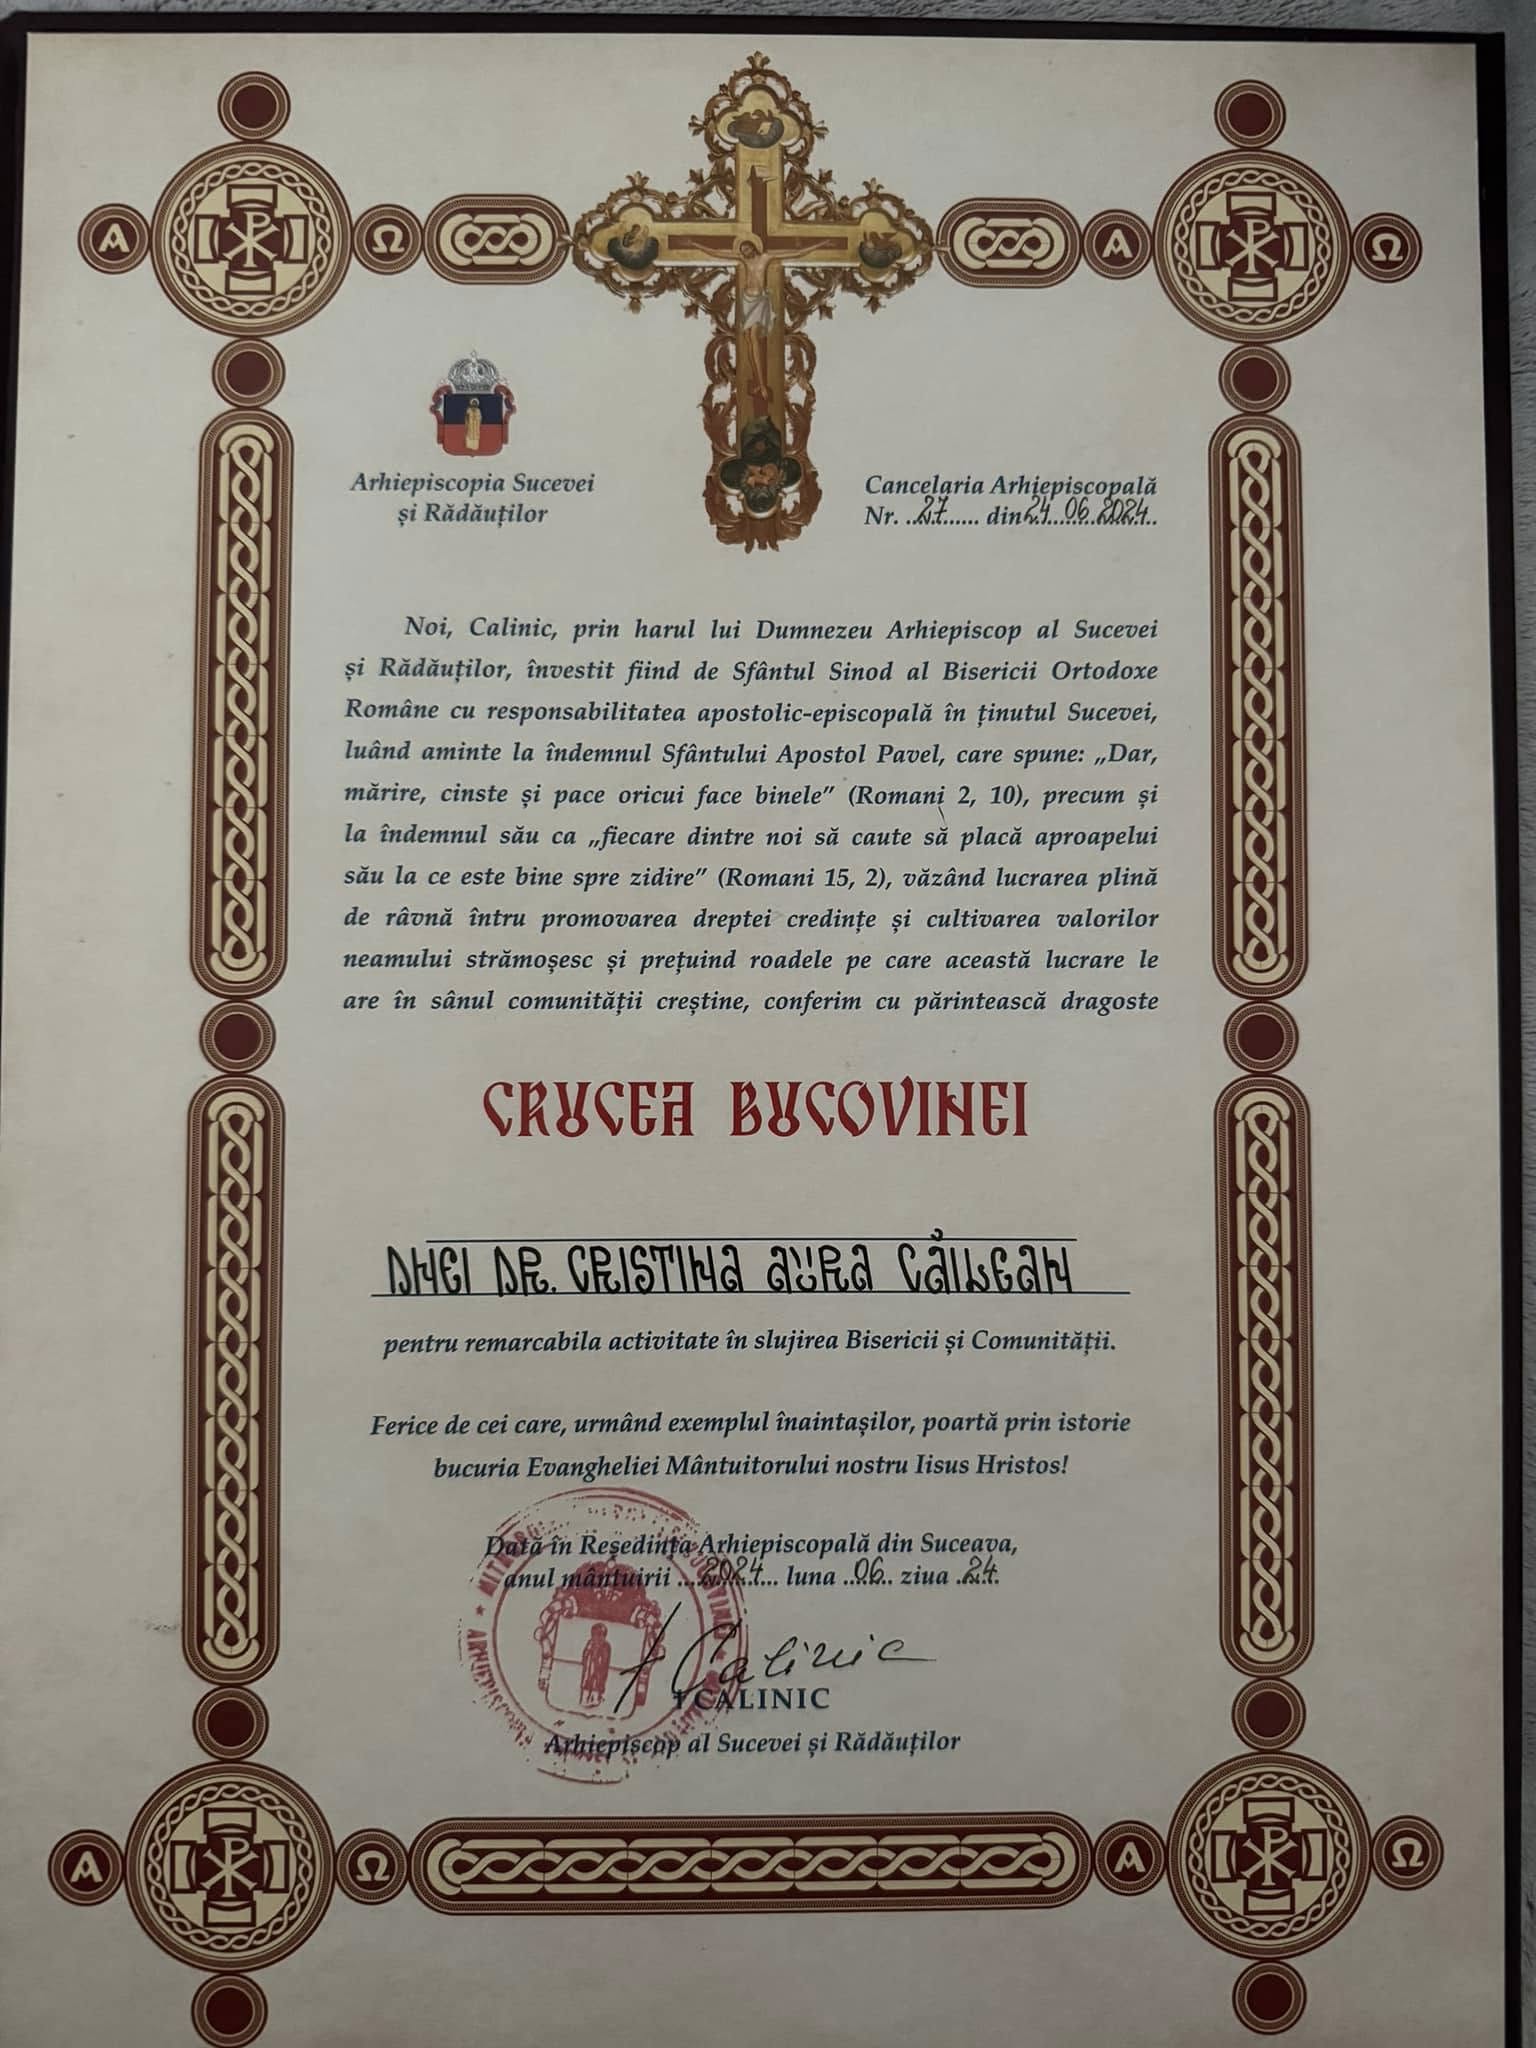 Α Ω Α Ω
Arhiepiscopia Sucevei
și Rădăuților
Cancelaria Arhiepiscopală
Nr. ..27...... din 24.06.2024..
Noi, Calinic, prin harul lui Dumnezeu Arhiepiscop al Sucevei
și Rădăuților, învestit fiind de Sfântul Sinod al Bisericii Ortodoxe
Române cu responsabilitatea apostolic-episcopală în ținutul Sucevei,
luând aminte la îndemnul Sfântului Apostol Pavel, care spune: „Dar,
mărire, cinste și pace oricui face binele” (Romani 2, 10), precum și
la îndemnul său ca „fiecare dintre noi să caute să placă aproapelui
său la ce este bine spre zidire” (Romani 15, 2), văzând lucrarea plină
de râvnă întru promovarea dreptei credințe și cultivarea valorilor
neamului strămoșesc și prețuind roadele pe care această lucrare le
are în sânul comunității creștine, conferim cu părintească dragoste
CRUCEA BUCOVINEI
DNEI DR. CRISTINA AURA CĂILEAN
pentru remarcabila activitate în slujirea Bisericii și Comunității.
Ferice de cei care, urmând exemplul înaintașilor, poartă prin istorie
bucuria Evangheliei Mântuitorului nostru Iisus Hristos!
Dată în Reședința Arhiepiscopală din Suceava,
anul mântuirii ...2024... luna ..06.. ziua .24.
† Calinic
† CALINIC
Arhiepiscop al Sucevei și Rădăuților
Α Ω Α Ω